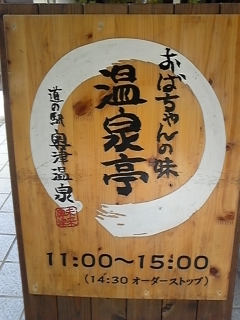 おばちゃんの味
温泉亭
道の駅 奥津温泉
11:00〜15:00
(14:30 オーダーストップ)